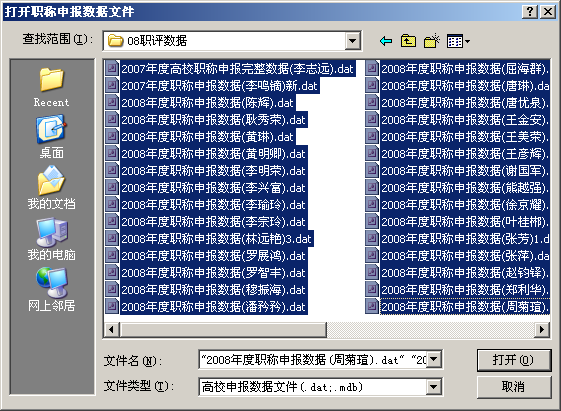 打开职称申报数据文件
查找范围(I):
08职评数据
Recent
桌面
我的文档
我的电脑
网上邻居
2007年度高校职称申报完整数据(李志远).dat
2007年度职称申报数据(李鸣镝)新.dat
2008年度职称申报数据(陈辉).dat
2008年度职称申报数据(耿秀荣).dat
2008年度职称申报数据(黄琳).dat
2008年度职称申报数据(黄明卿).dat
2008年度职称申报数据(李明荣).dat
2008年度职称申报数据(李兴富).dat
2008年度职称申报数据(李瑜玲).dat
2008年度职称申报数据(李宗玲).dat
2008年度职称申报数据(林远艳)3.dat
2008年度职称申报数据(罗展鸿).dat
2008年度职称申报数据(罗智丰).dat
2008年度职称申报数据(穆振海).dat
2008年度职称申报数据(潘矜矜).dat
2008年度职称申报数据(屈海群).
2008年度职称申报数据(唐琳).da
2008年度职称申报数据(唐忧泉).
2008年度职称申报数据(王金安).
2008年度职称申报数据(王美荣).
2008年度职称申报数据(王彦辉).
2008年度职称申报数据(谢国军).
2008年度职称申报数据(熊越强).
2008年度职称申报数据(徐京耀).
2008年度职称申报数据(叶桂郴).
2008年度职称申报数据(张芳)1.d
2008年度职称申报数据(张萍).da
2008年度职称申报数据(赵钧铎).
2008年度职称申报数据(郑利华).
2008年度职称申报数据(周菊瑄).
文件名(N):
"2008年度职称申报数据(周菊瑄).dat" "20
打开(O)
文件类型(T):
高校申报数据文件(.dat;.mdb)
取消